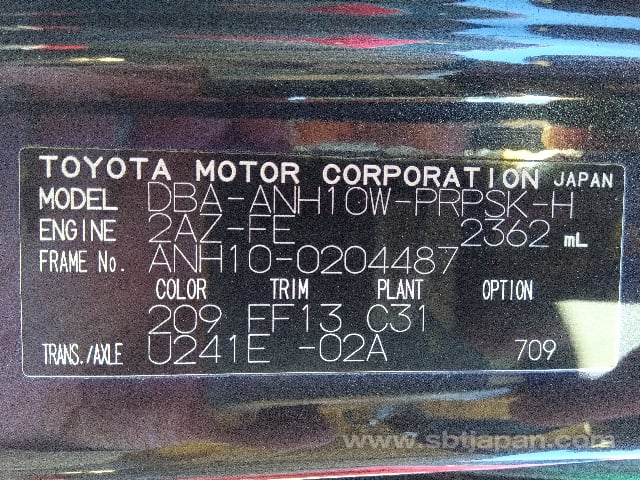 TOYOTA MOTOR CORPORATION JAPAN
MODEL DBA-ANH10W-PRPSK-H
ENGINE 2AZ-FE 2362 mL
FRAME No. ANH10-0204487
COLOR TRIM PLANT OPTION
209 EF13 C31
TRANS./AXLE U241E -02A 709
www.sbtjapan.com